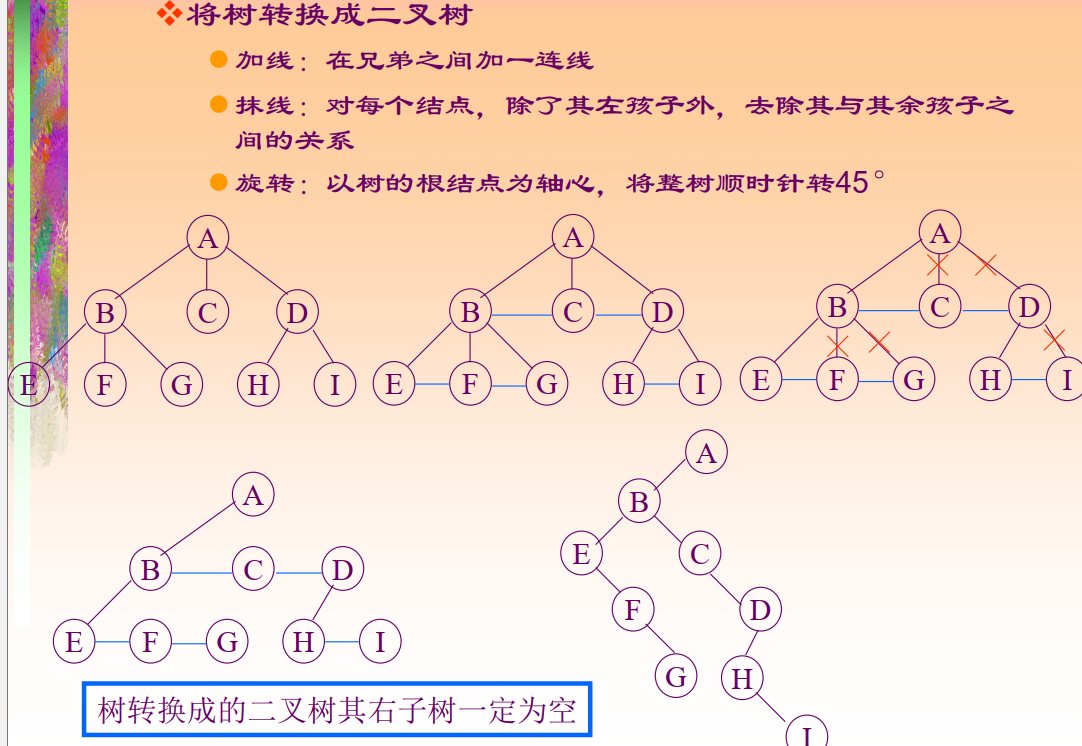 将树转换成二叉树
加线：在兄弟之间加一连线
抹线：对每个结点，除了其左孩子外，去除其与其余孩子之
间的关系
旋转：以树的根结点为轴心，将整树顺时针转45°
A A A
B C D B C D B C D
E F G H I E F G H I E F G H I
A
B
A
E C
B C D
F D
E F G H I
G H
树转换成的二叉树其右子树一定为空
I